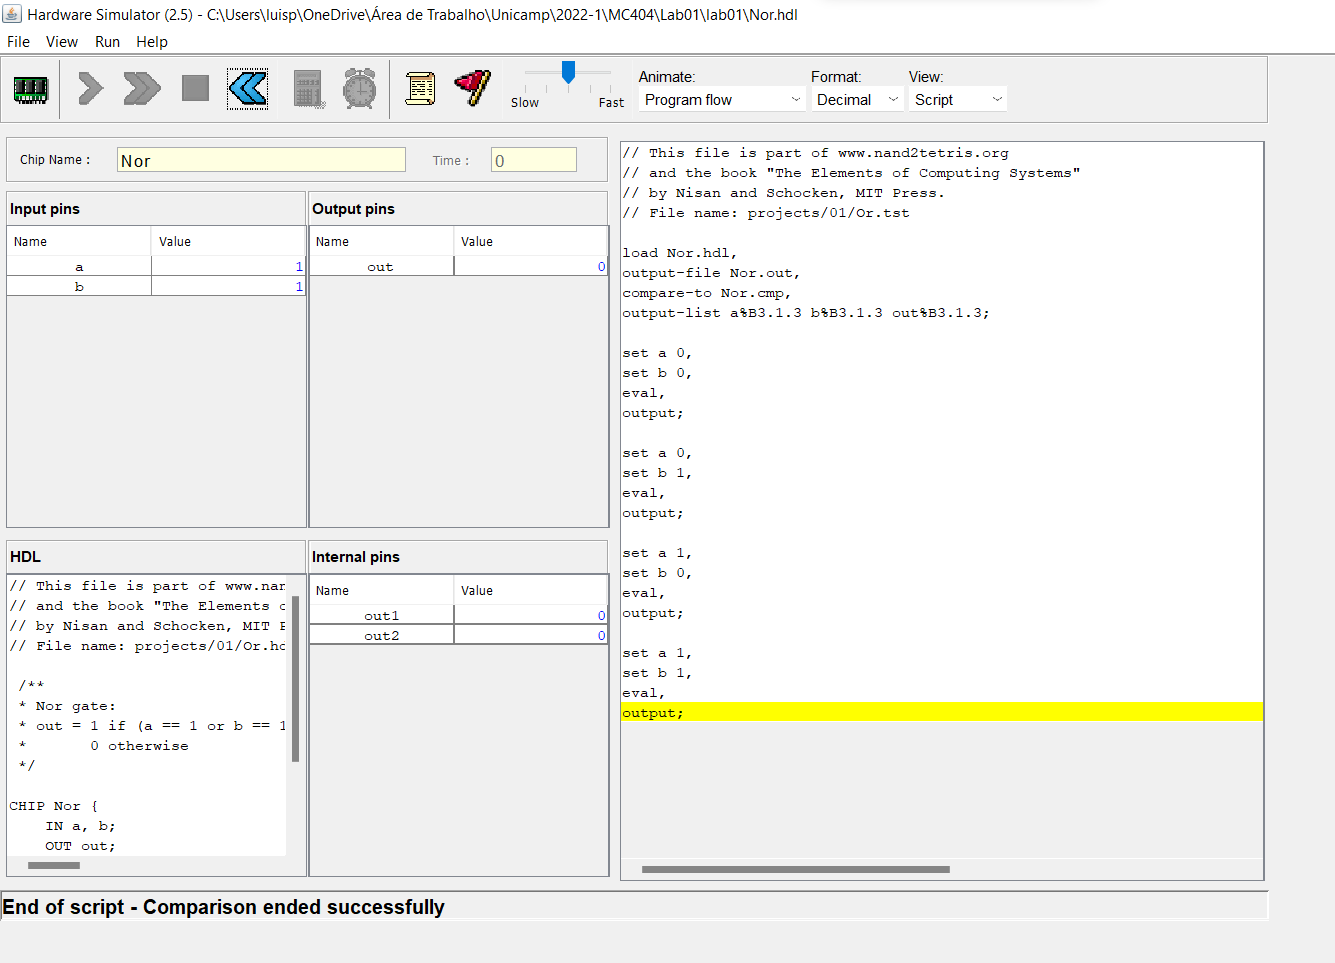 Hardware Simulator (2.5) - C:\Users\luisp\OneDrive\Área de Trabalho\Unicamp\2022-1\MC404\Lab01\lab01\Nor.hdl
File View Run Help
Slow Fast
Animate: Format: View:
Program flow Decimal Script
Chip Name : Nor Time : 0
Input pins
Name Value
a 1
b 1
Output pins
Name Value
out 0
HDL
// This file is part of www.nan
// and the book "The Elements o
// by Nisan and Schocken, MIT P
// File name: projects/01/Or.hd
/**
* Nor gate:
* out = 1 if (a == 1 or b == 1
* 0 otherwise
*/
CHIP Nor {
IN a, b;
OUT out;
Internal pins
Name Value
out1 0
out2 0
// This file is part of www.nand2tetris.org
// and the book "The Elements of Computing Systems"
// by Nisan and Schocken, MIT Press.
// File name: projects/01/Or.tst
load Nor.hdl,
output-file Nor.out,
compare-to Nor.cmp,
output-list a%B3.1.3 b%B3.1.3 out%B3.1.3;
set a 0,
set b 0,
eval,
output;
set a 0,
set b 1,
eval,
output;
set a 1,
set b 0,
eval,
output;
set a 1,
set b 1,
eval,
output;
End of script - Comparison ended successfully